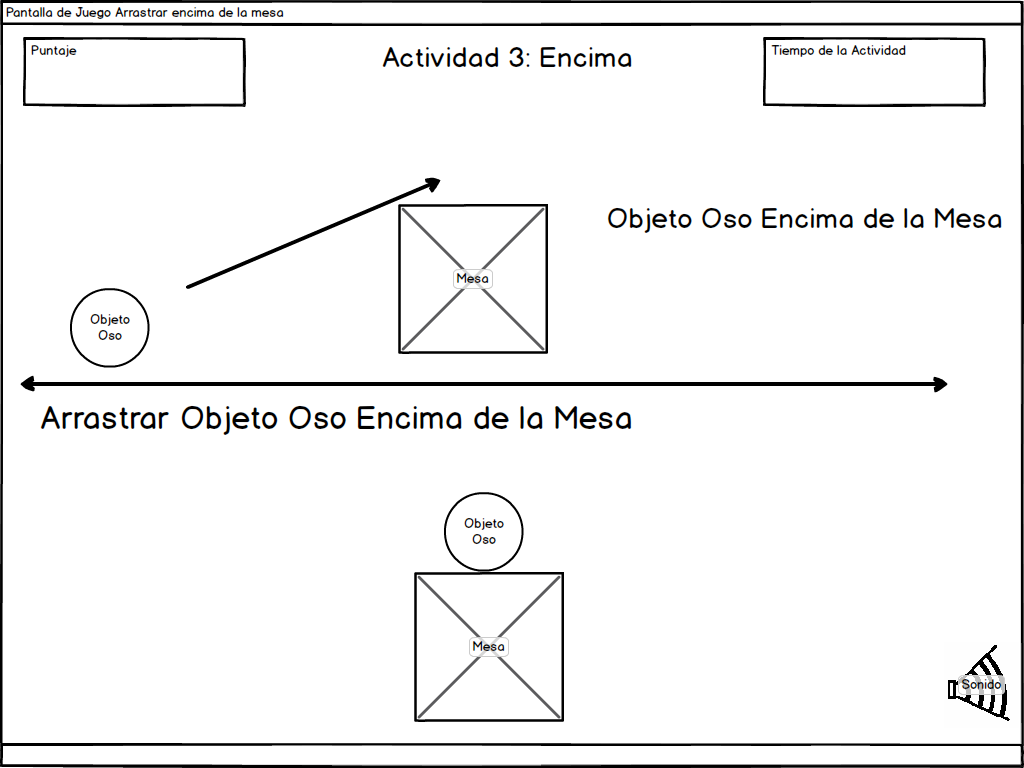 Pantalla de Juego Arrastrar encima de la mesa
Puntaje
Actividad 3: Encima
Tiempo de la Actividad
Objeto Oso Encima de la Mesa
Mesa
Objeto
Oso
Arrastrar Objeto Oso Encima de la Mesa
Objeto
Oso
Mesa
Sonido